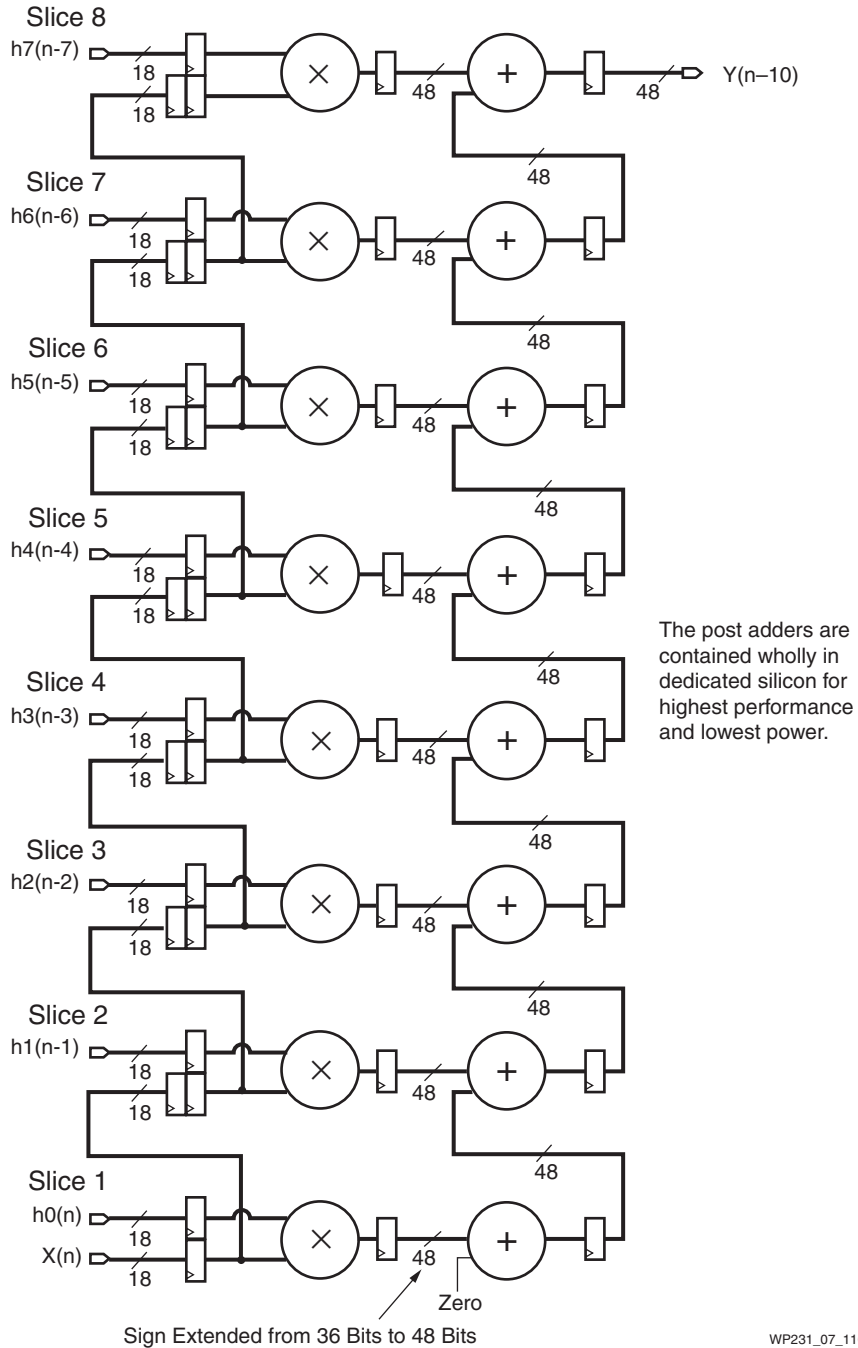 Slice 8
h7(n-7)
18
18
48
48
Y(n–10)
48
Slice 7
h6(n-6)
18
18
48
48
Slice 6
h5(n-5)
18
18
48
48
Slice 5
h4(n-4)
18
18
48
The post adders are
contained wholly in
dedicated silicon for
highest performance
and lowest power.
48
Slice 4
h3(n-3)
18
18
48
48
Slice 3
h2(n-2)
18
18
48
48
Slice 2
h1(n-1)
18
18
48
48
Slice 1
h0(n)
18
X(n)
18
48
Zero
Sign Extended from 36 Bits to 48 Bits
WP231_07_11